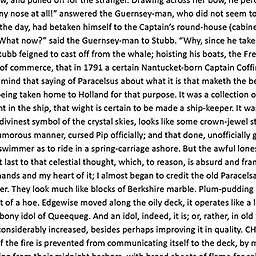 ow, and pulled off for the stranger. Drawing across her bow, he perc
ny nose at all!" answered the Guernsey-man, who did not seem to
the day, had betaken himself to the Captain's round-house (cabine
What now?" said the Guernsey-man to Stubb. "Why, since he take
tubb feigned to cast off from the whale; hoisting his boats, the Fre
of commerce, that in 1791 a certain Nantucket-born Captain Coffi
mind that saying of Paracelsus about what it is that maketh the be
being taken home to Holland for that purpose. It was a collection o
nt in the ship, that wight is certain to be made a ship-keeper. It wa
divinest symbol of the crystal skies, looks like some crown-jewel st
umorous manner, cursed Pip officially; and that done, unofficially g
swimmer as to ride in a spring-carriage ashore. But the awful lones
t last to that celestial thought, which, to reason, is absurd and fran
hands and my heart of it; I almost began to credit the old Paracelsa
er. They look much like blocks of Berkshire marble. Plum-pudding
t of a hoe. Edgewise moved along the oily deck, it operates like a l
bony idol of Queequeg. And an idol, indeed, it is; or, rather, in old
considerably increased, besides perhaps improving it in quality. CH
f the fire is prevented from communicating itself to the deck, by m